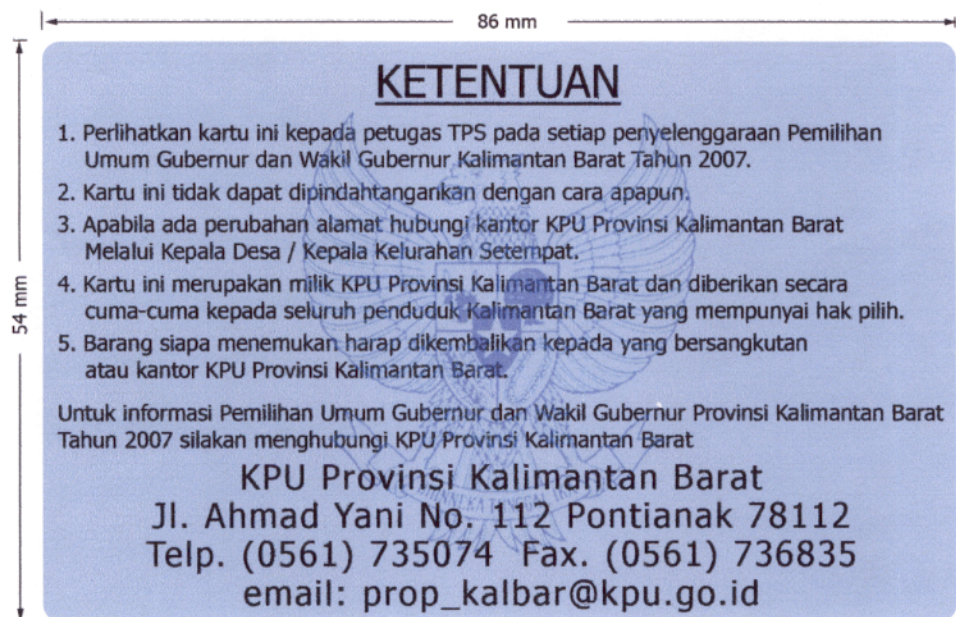 86 mm
54 mm
KETENTUAN
1. Perlihatkan kartu ini kepada petugas TPS pada setiap penyelenggaraan Pemilihan
Umum Gubernur dan Wakil Gubernur Kalimantan Barat Tahun 2007.
2. Kartu ini tidak dapat dipindahtangankan dengan cara apapun.
3. Apabila ada perubahan alamat hubungi kantor KPU Provinsi Kalimantan Barat
Melalui Kepala Desa / Kepala Kelurahan Setempat.
4. Kartu ini merupakan milik KPU Provinsi Kalimantan Barat dan diberikan secara
cuma-cuma kepada seluruh penduduk Kalimantan Barat yang mempunyai hak pilih.
5. Barang siapa menemukan harap dikembalikan kepada yang bersangkutan
atau kantor KPU Provinsi Kalimantan Barat.
Untuk informasi Pemilihan Umum Gubernur dan Wakil Gubernur Provinsi Kalimantan Barat
Tahun 2007 silakan menghubungi KPU Provinsi Kalimantan Barat
KPU Provinsi Kalimantan Barat
BHINNEKA TUNGGAL IKA
Jl. Ahmad Yani No. 112 Pontianak 78112
Telp. (0561) 735074 Fax. (0561) 736835
email: prop_kalbar@kpu.go.id